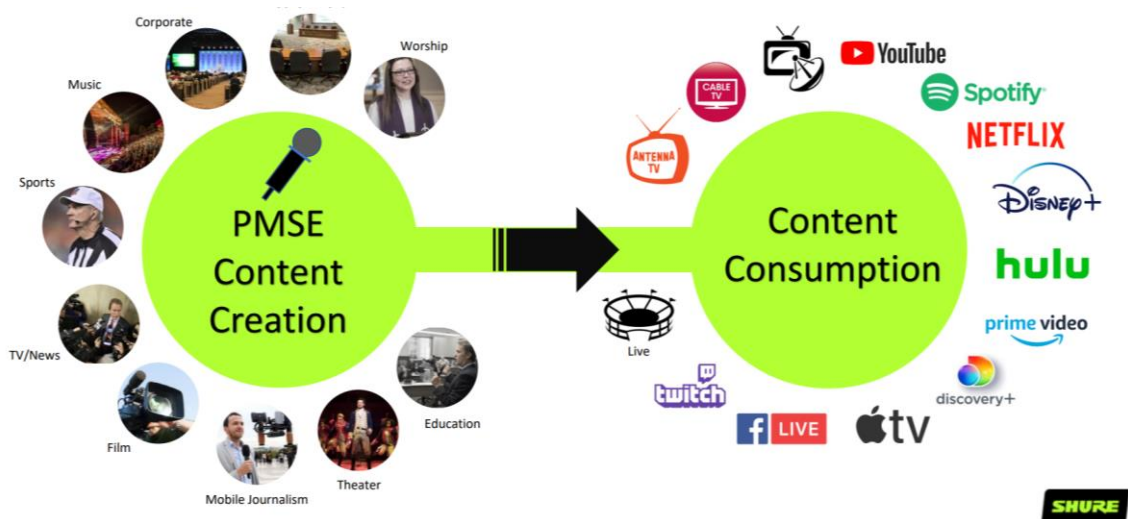 Corporate
Worship
Music
Sports
TV/News
Film
Mobile Journalism
Theater
Education
PMSE
Content
Creation
Content
Consumption
ANTENNA
TV
CABLE
TV
YouTube
Spotify
NETFLIX
Disney+
hulu
prime video
discovery+
tv
LIVE
twitch
Live
SHURE